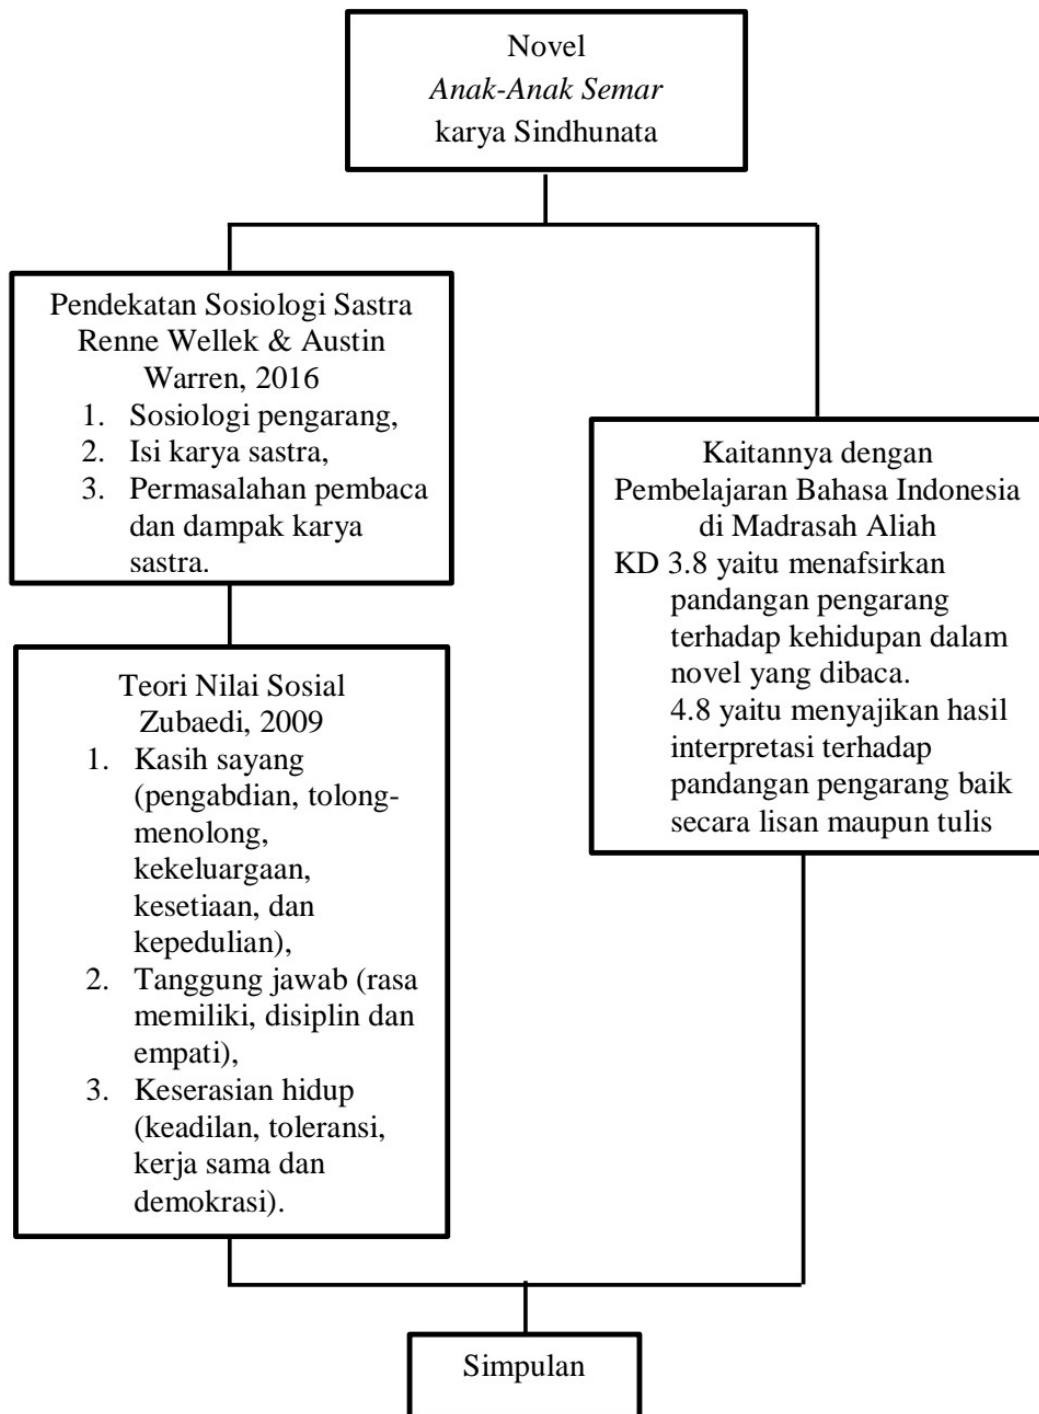 Novel
Anak-Anak Semar
karya Sindhunata
Pendekatan Sosiologi Sastra
Renne Wellek & Austin
Warren, 2016
1. Sosiologi pengarang,
2. Isi karya sastra,
3. Permasalahan pembaca
dan dampak karya
sastra.
Kaitannya dengan
Pembelajaran Bahasa Indonesia
di Madrasah Aliah
KD 3.8 yaitu menafsirkan
pandangan pengarang
terhadap kehidupan dalam
novel yang dibaca.
4.8 yaitu menyajikan hasil
interpretasi terhadap
pandangan pengarang baik
secara lisan maupun tulis
Teori Nilai Sosial
Zubaedi, 2009
1. Kasih sayang
(pengabdian, tolong-
menolong,
kekeluargaan,
kesetiaan, dan
kepedulian),
2. Tanggung jawab (rasa
memiliki, disiplin dan
empati),
3. Keserasian hidup
(keadilan, toleransi,
kerja sama dan
demokrasi).
Simpulan